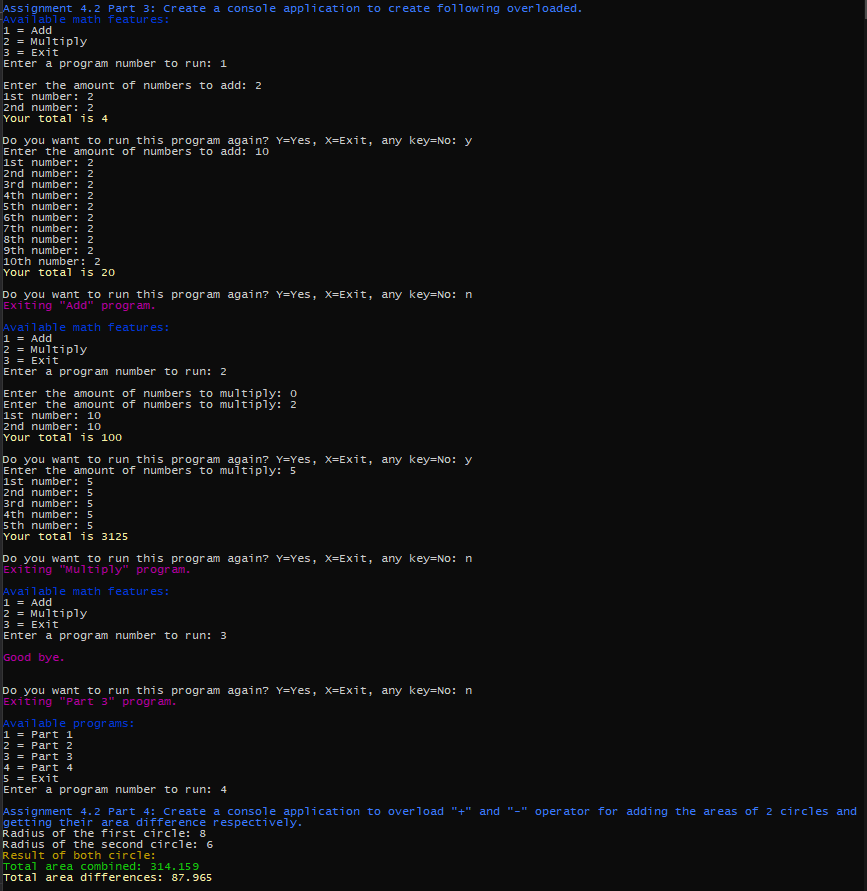 Assignment 4.2 Part 3: Create a console application to create following overloaded.
Available math features:
1 = Add
2 = Multiply
3 = Exit
Enter a program number to run: 1
Enter the amount of numbers to add: 2
1st number: 2
2nd number: 2
Your total is 4
Do you want to run this program again? Y=Yes, X=Exit, any key=No: y
Enter the amount of numbers to add: 10
1st number: 2
2nd number: 2
3rd number: 2
4th number: 2
5th number: 2
6th number: 2
7th number: 2
8th number: 2
9th number: 2
10th number: 2
Your total is 20
Do you want to run this program again? Y=Yes, X=Exit, any key=No: n
Exiting "Add" program.
Available math features:
1 = Add
2 = Multiply
3 = Exit
Enter a program number to run: 2
Enter the amount of numbers to multiply: 0
Enter the amount of numbers to multiply: 2
1st number: 10
2nd number: 10
Your total is 100
Do you want to run this program again? Y=Yes, X=Exit, any key=No: y
Enter the amount of numbers to multiply: 5
1st number: 5
2nd number: 5
3rd number: 5
4th number: 5
5th number: 5
Your total is 3125
Do you want to run this program again? Y=Yes, X=Exit, any key=No: n
Exiting "Multiply" program.
Available math features:
1 = Add
2 = Multiply
3 = Exit
Enter a program number to run: 3
Good bye.
Do you want to run this program again? Y=Yes, X=Exit, any key=No: n
Exiting "Part 3" program.
Available programs:
1 = Part 1
2 = Part 2
3 = Part 3
4 = Part 4
5 = Exit
Enter a program number to run: 4
Assignment 4.2 Part 4: Create a console application to overload "+" and "-" operator for adding the areas of 2 circles and
getting their area difference respectively.
Radius of the first circle: 8
Radius of the second circle: 6
Result of both circle:
Total area combined: 314.159
Total area differences: 87.965